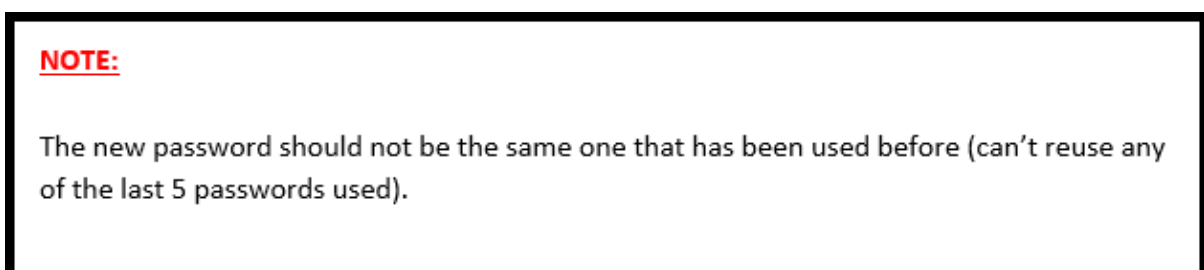 NOTE:
The new password should not be the same one that has been used before (can’t reuse any
of the last 5 passwords used).